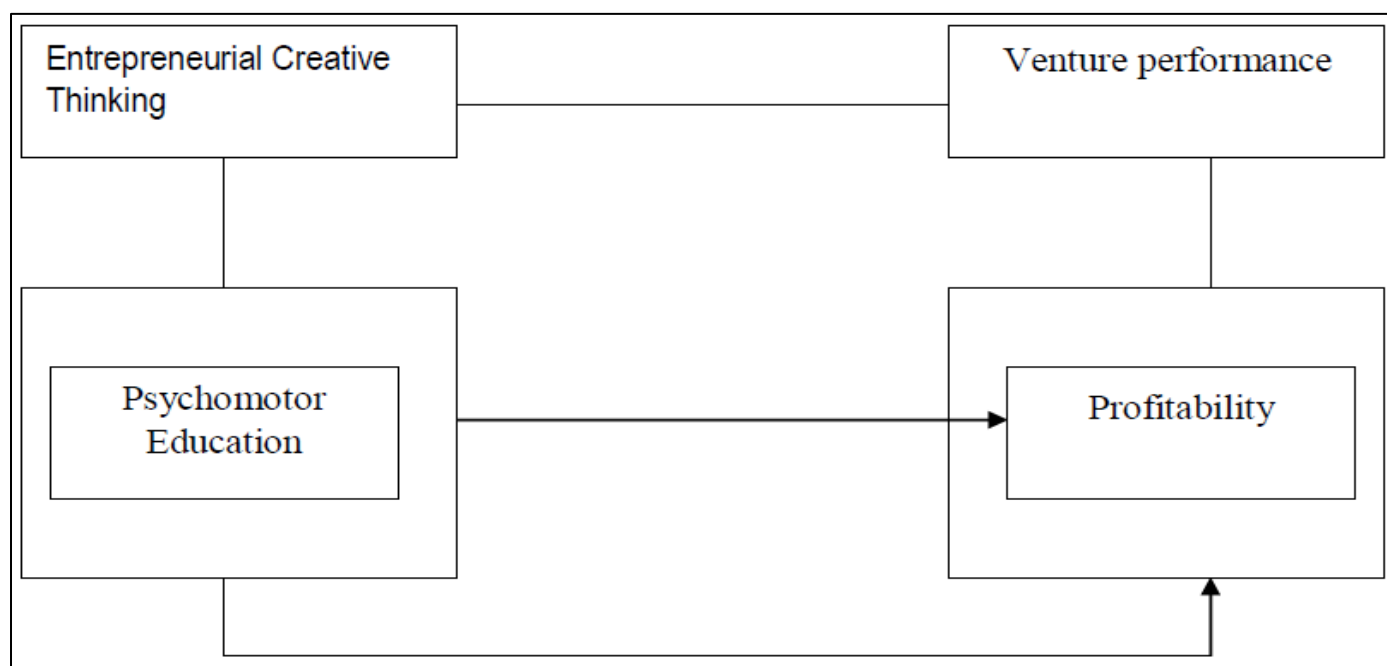 Entrepreneurial Creative
Thinking
Venture performance
Psychomotor
Education
Profitability